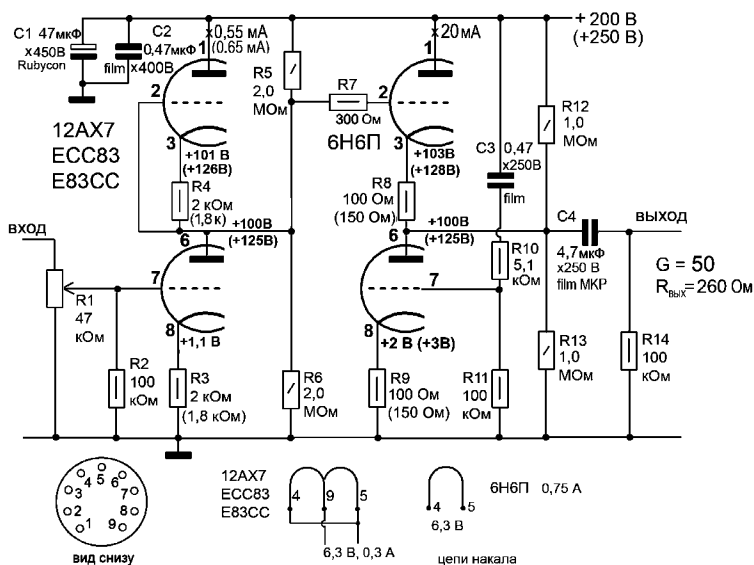 C1 47мкФ
x450В
Rubycon
C2
0,47мкФ
film x400В
0,55 мА
(0.65 мА)
1
2
3
+101 В
(+126В)
12AX7
ECC83
E83CC
R4
2 кОм
(1,8к)
R5
2,0
МОм
R7
300 Ом
6Н6П
20мА
1
2
3
+103В
(+128В)
R8
100 Ом
(150 Ом)
C3 0,47
x250В
film
+ 200 В
(+250 В)
R12
1,0
МОм
+100В
(+125В)
6
7
8
+1,1 В
ВХОД
R1
47
кОм
R2
100
кОм
R3
2 кОм
(1,8 кОм)
R6
2,0
МОм
+100В
(+125В)
6
7
8
+2 В (+3В)
R9
100 Ом
(150 Ом)
R10
5,1
кОм
R11
100
кОм
C4
4,7мкФ
x250 В
film MKP
ВЫХОД
G = 50
Rвых=260 Ом
R13
1,0
МОм
R14
100
кОм
1
2
3
4
5
6
7
8
9
вид снизу
12AX7
ECC83
E83CC
4 9 5
6,3 В, 0,3 А
4 5
6,3 В
6Н6П 0,75 А
цепи накала